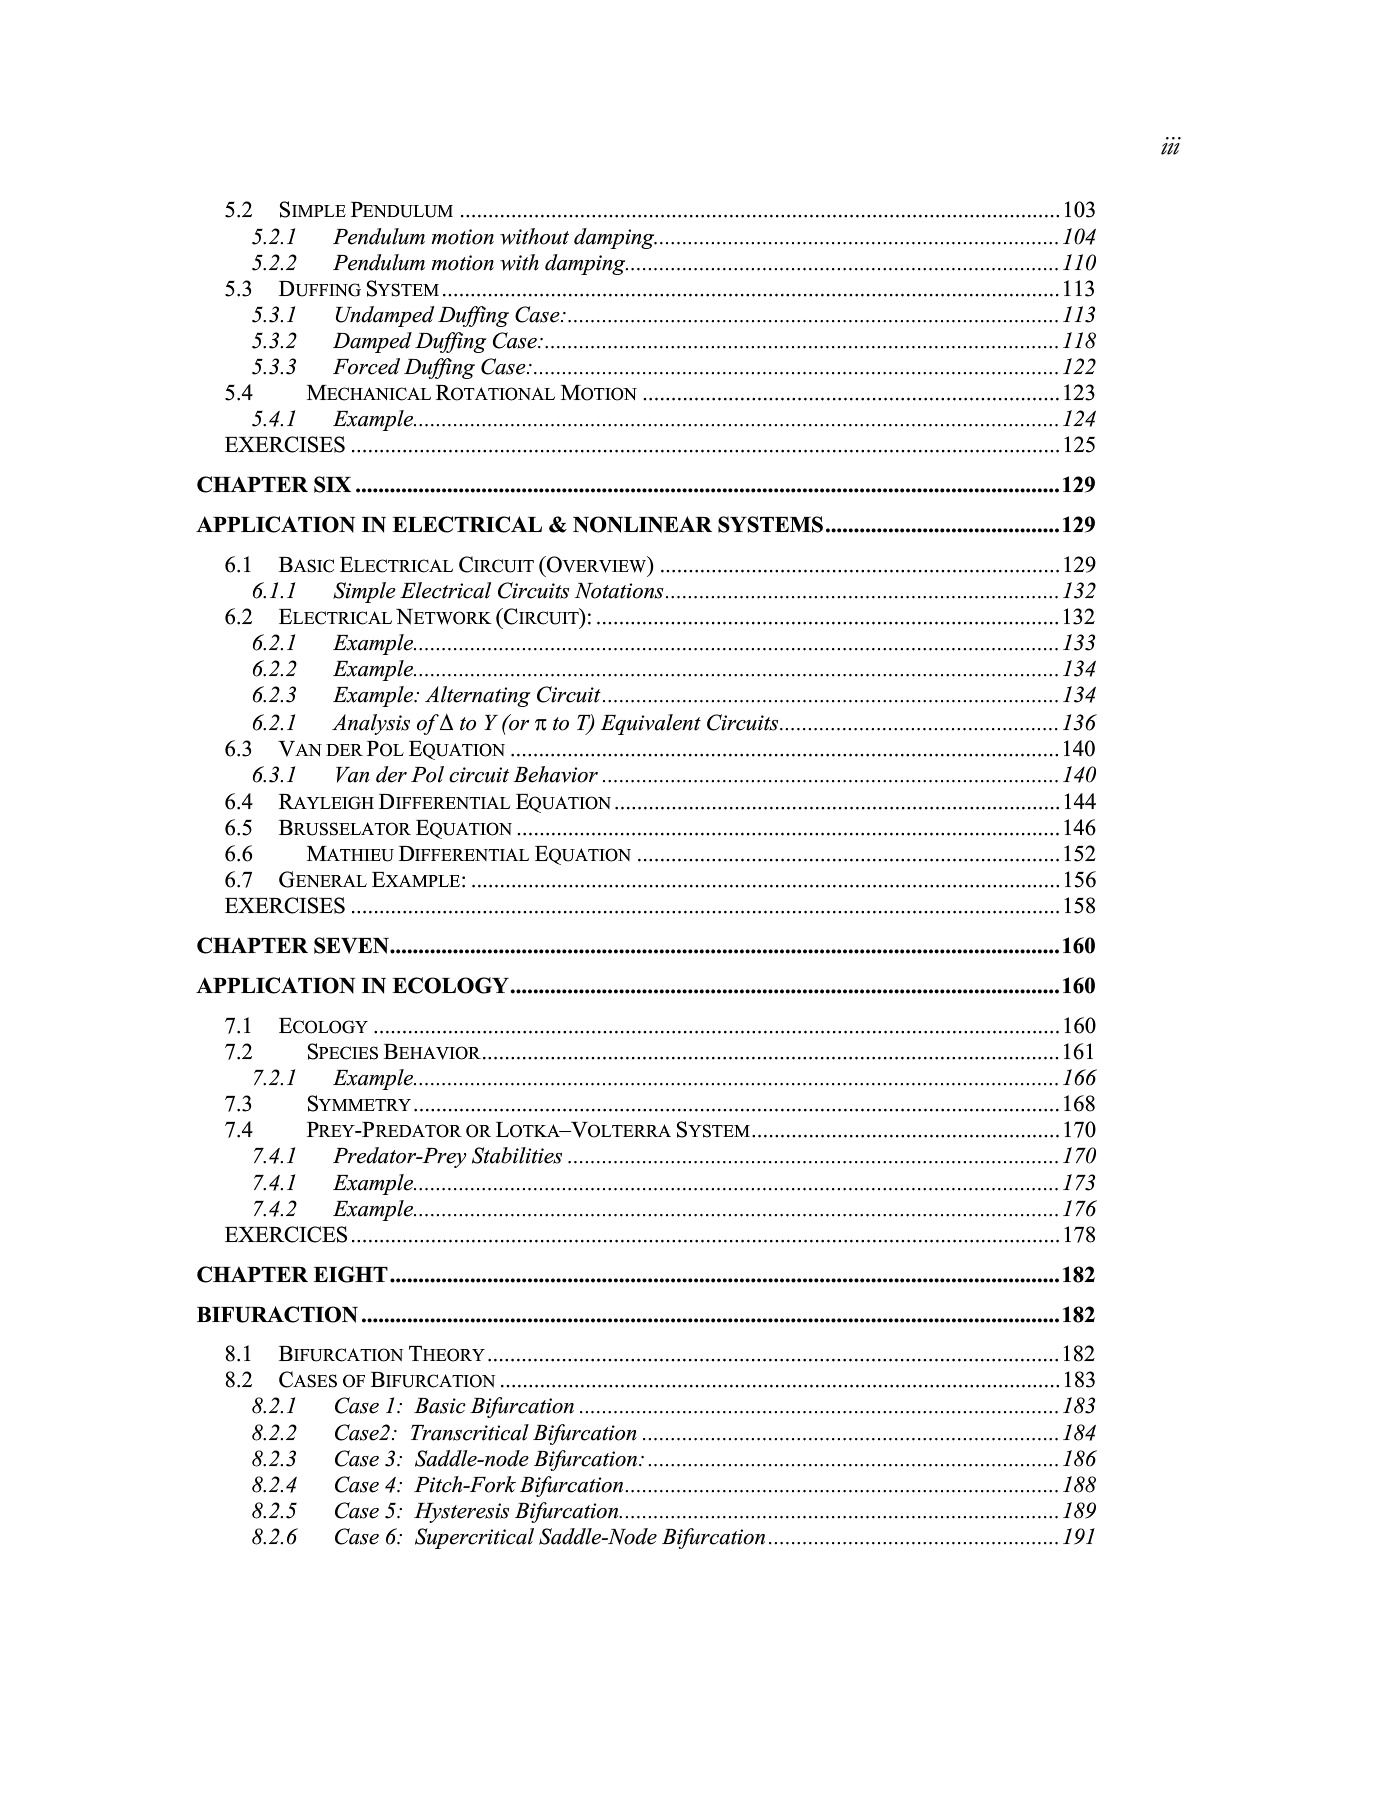 iii
5.2 SIMPLE PENDULUM ........................................................................................................103
5.2.1 Pendulum motion without damping.......................................................................104
5.2.2 Pendulum motion with damping............................................................................110
5.3 DUFFING SYSTEM............................................................................................................113
5.3.1 Undamped Duffing Case:......................................................................................113
5.3.2 Damped Duffing Case:..........................................................................................118
5.3.3 Forced Duffing Case:............................................................................................122
5.4 MECHANICAL ROTATIONAL MOTION .........................................................................123
5.4.1 Example.................................................................................................................124
EXERCISES ............................................................................................................................125
CHAPTER SIX ...........................................................................................................................129
APPLICATION IN ELECTRICAL & NONLINEAR SYSTEMS.........................................129
6.1 BASIC ELECTRICAL CIRCUIT (OVERVIEW) ......................................................................129
6.1.1 Simple Electrical Circuits Notations.....................................................................132
6.2 ELECTRICAL NETWORK (CIRCUIT): .................................................................................132
6.2.1 Example.................................................................................................................133
6.2.2 Example.................................................................................................................134
6.2.3 Example: Alternating Circuit................................................................................134
6.2.1 Analysis of Δ to Y (or π to T) Equivalent Circuits.................................................136
6.3 VAN DER POL EQUATION ................................................................................................140
6.3.1 Van der Pol circuit Behavior ................................................................................140
6.4 RAYLEIGH DIFFERENTIAL EQUATION..............................................................................144
6.5 BRUSSELATOR EQUATION ...............................................................................................146
6.6 MATHIEU DIFFERENTIAL EQUATION ..........................................................................152
6.7 GENERAL EXAMPLE: .......................................................................................................156
EXERCISES ............................................................................................................................158
CHAPTER SEVEN.....................................................................................................................160
APPLICATION IN ECOLOGY................................................................................................160
7.1 ECOLOGY ........................................................................................................................160
7.2 SPECIES BEHAVIOR.....................................................................................................161
7.2.1 Example.................................................................................................................166
7.3 SYMMETRY.................................................................................................................168
7.4 PREY-PREDATOR OR LOTKA–VOLTERRA SYSTEM......................................................170
7.4.1 Predator-Prey Stabilities ......................................................................................170
7.4.1 Example.................................................................................................................173
7.4.2 Example.................................................................................................................176
EXERCICES............................................................................................................................178
CHAPTER EIGHT.....................................................................................................................182
BIFURACTION..........................................................................................................................182
8.1 BIFURCATION THEORY....................................................................................................182
8.2 CASES OF BIFURCATION ..................................................................................................183
8.2.1 Case 1: Basic Bifurcation ....................................................................................183
8.2.2 Case2: Transcritical Bifurcation .........................................................................184
8.2.3 Case 3: Saddle-node Bifurcation:........................................................................186
8.2.4 Case 4: Pitch-Fork Bifurcation............................................................................188
8.2.5 Case 5: Hysteresis Bifurcation.............................................................................189
8.2.6 Case 6: Supercritical Saddle-Node Bifurcation...................................................191